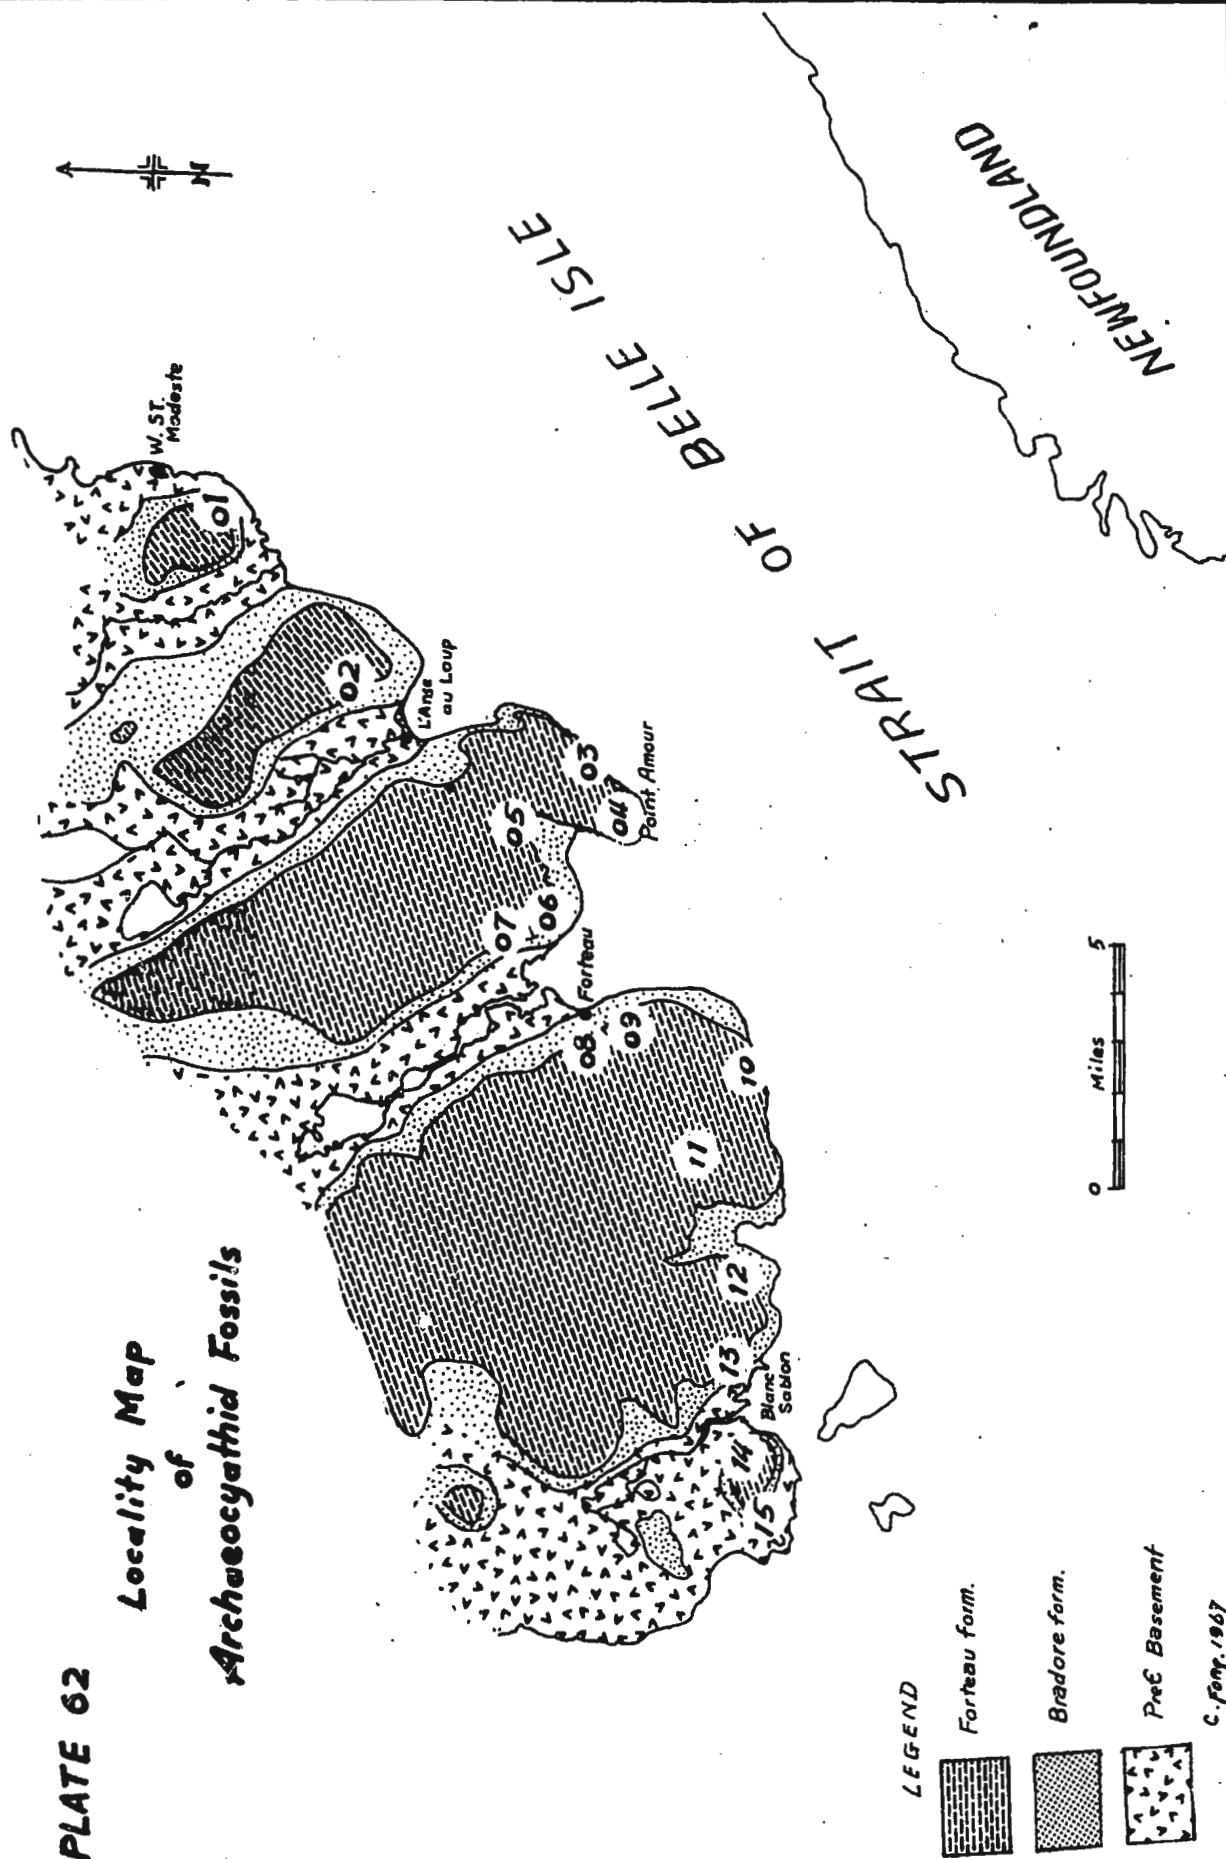 PLATE 62
Locality Map
of
Archaeocyathid Fossils
N
W. ST.
Modeste
01
02
L'Anse
au Loup
03
04
Point Amour
05
06
07
Forteau
08
09
10
11
12
13
Blanc
Sablon
14
15
STRAIT OF BELLE ISLE
NEWFOUNDLAND
0 Miles 5
LEGEND
Forteau form.
Bradore form.
PreЄ Basement
C. Fong. 1967